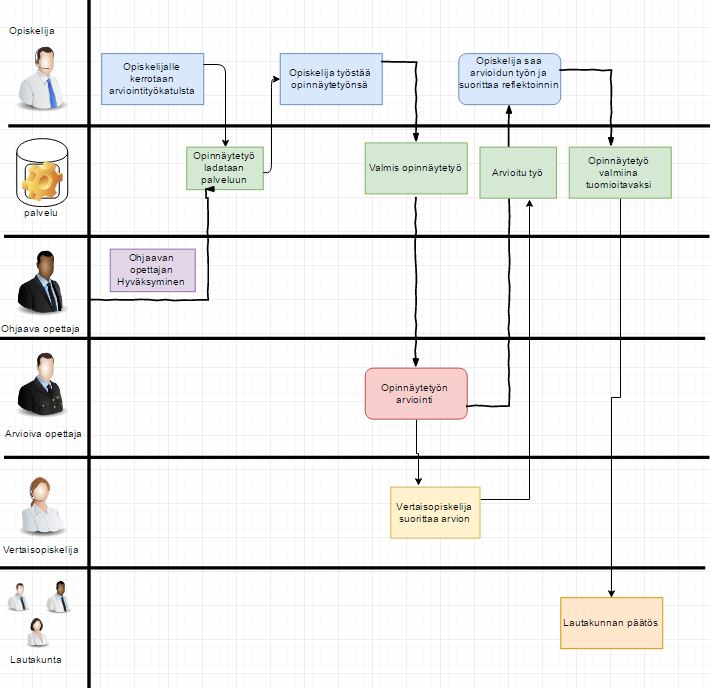 Opiskelija
Opiskelijalle
kerrotaan
arviointityökatulsta
Opiskelija työstää
opinnäytetyönsä
Opiskelija saa
arvioidun työn ja
suorittaa reflektoinnin
palvelu
Opinnäytetyö
ladataan
palveluun
Valmis opinnäytetyö
Arvioitu työ
Opinnäytetyö
valmiina
tuomioitavaksi
Ohjaava opettaja
Ohjaavan
opettajan
Hyväksyminen
Arvioiva opettaja
Opinnäytetyön
arviointi
Vertaisopiskelija
Vertaisopiskelija
suorittaa arvion
Lautakunta
Lautakunnan päätös